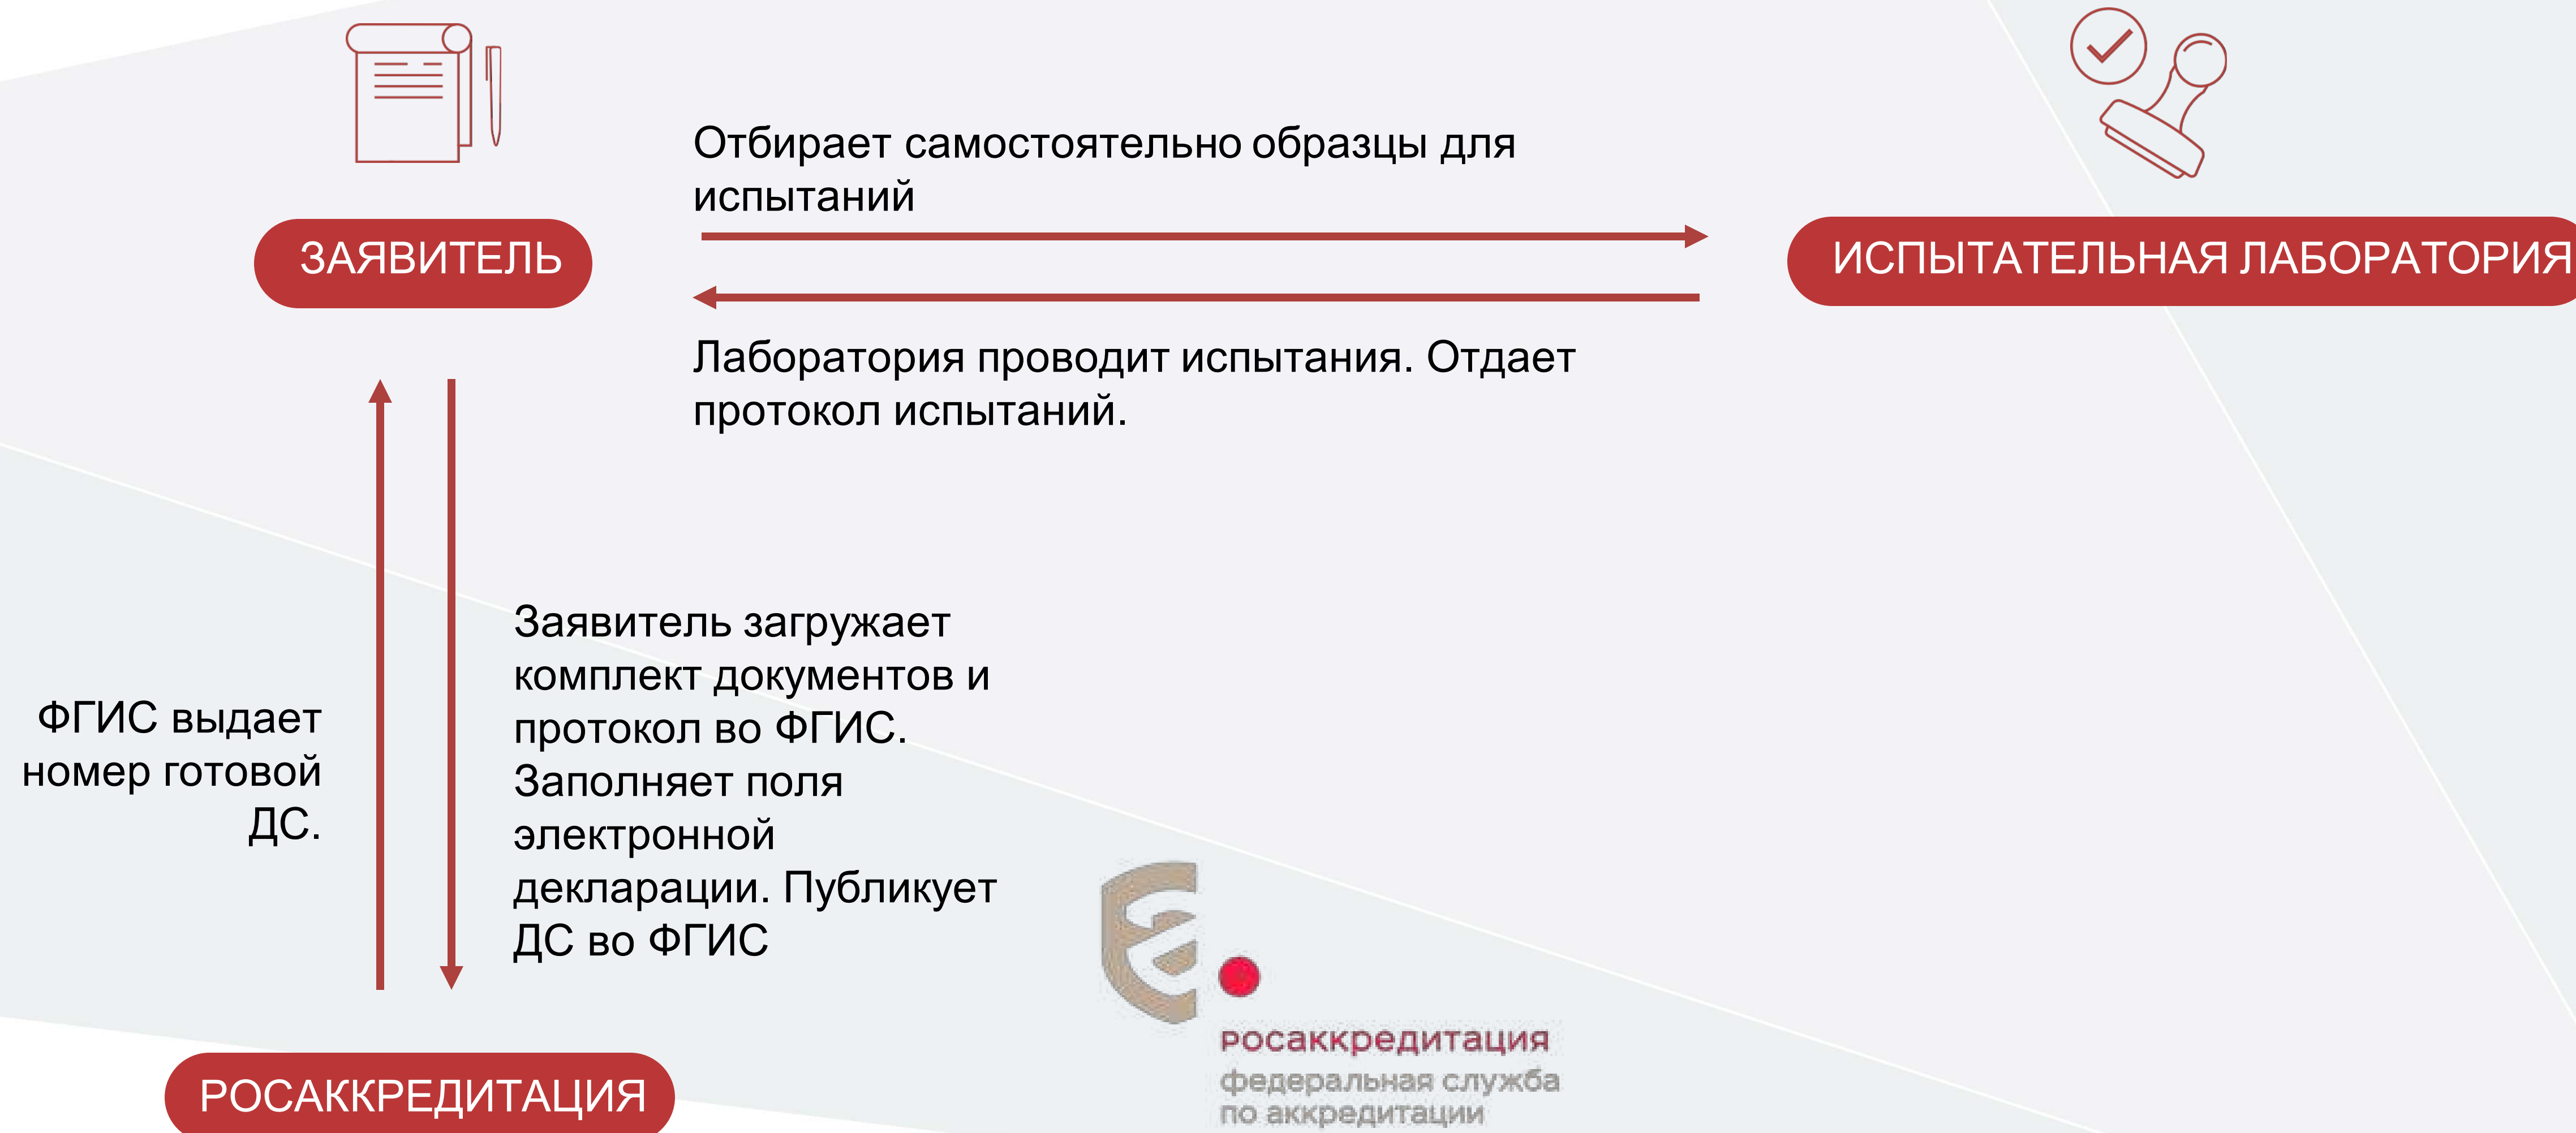 Отбирает самостоятельно образцы для
испытаний
ЗАЯВИТЕЛЬ
ИСПЫТАТЕЛЬНАЯ ЛАБОРАТОРИЯ
Лаборатория проводит испытания. Отдает
протокол испытаний.
ФГИС выдает
номер готовой
ДС.
Заявитель загружает
комплект документов и
протокол во ФГИС.
Заполняет поля
электронной
декларации. Публикует
ДС во ФГИС
РОСАККРЕДИТАЦИЯ
росаккредитация
федеральная служба
по аккредитации